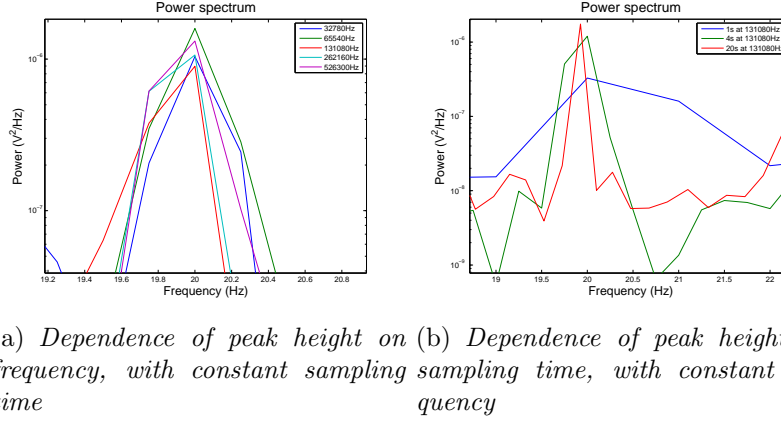 Power spectrum
32780Hz
65540Hz
131080Hz
262160Hz
526300Hz
Power (V²/Hz)
10⁻⁶
10⁻⁷
19.2 19.4 19.6 19.8 20 20.2 20.4 20.6 20.8
Frequency (Hz)
Power spectrum
1s at 131080Hz
4s at 131080Hz
20s at 131080Hz
Power (V²/Hz)
10⁻⁶
10⁻⁷
10⁻⁸
10⁻⁹
19 19.5 20 20.5 21 21.5 22
Frequency (Hz)
a) Dependence of peak height on
frequency, with constant sampling
ime
(b) Dependence of peak height
sampling time, with constant
quency